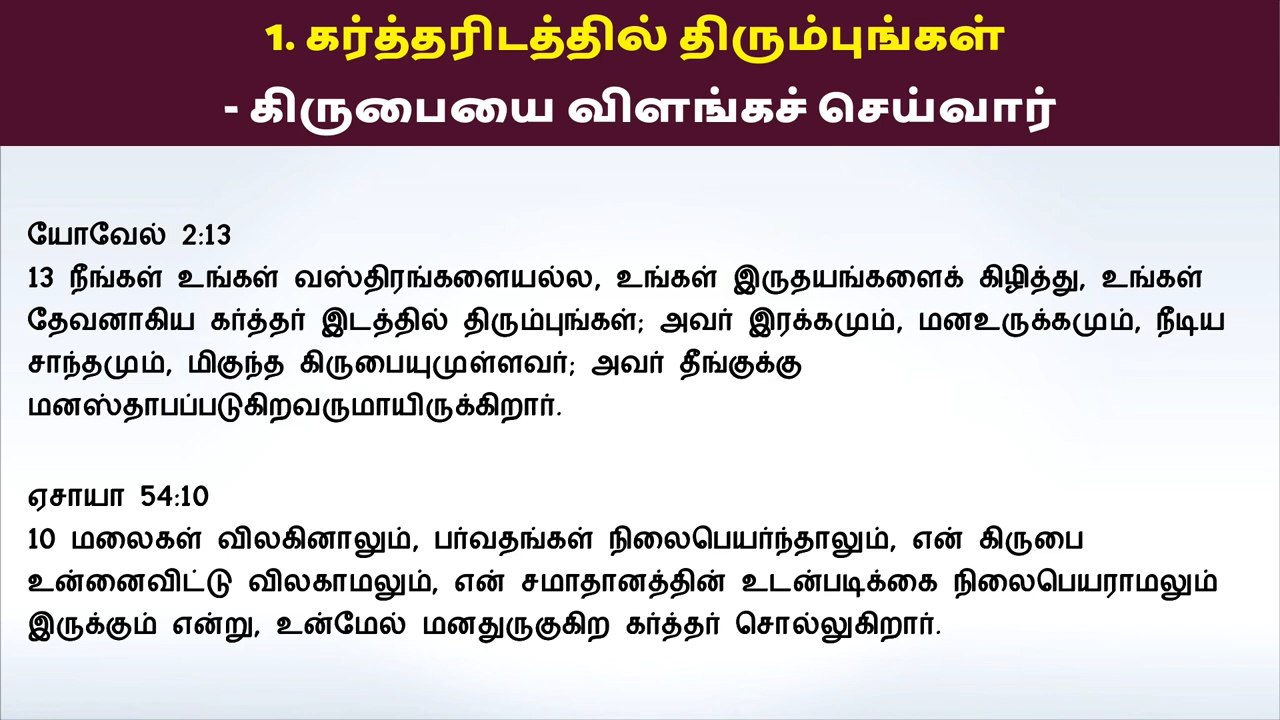 1. கர்த்தரிடத்தில் திரும்புங்கள்
- கிருபையை விளங்கச் செய்வார்
யோவேல் 2:13
13 நீங்கள் உங்கள் வஸ்திரங்களையல்ல, உங்கள் இருதயங்களைக் கிழித்து, உங்கள்
தேவனாகிய கர்த்தர் இடத்தில் திரும்புங்கள்; அவர் இரக்கமும், மனஉருக்கமும், நீடிய
சாந்தமும், மிகுந்த கிருபையுமுள்ளவர்; அவர் தீங்குக்கு
மனஸ்தாபப்படுகிறவருமாயிருக்கிறார்.
ஏசாயா 54:10
10 மலைகள் விலகினாலும், பர்வதங்கள் நிலைபெயர்ந்தாலும், என் கிருபை
உன்னைவிட்டு விலகாமலும், என் சமாதானத்தின் உடன்படிக்கை நிலைபெயராமலும்
இருக்கும் என்று, உன்மேல் மனதுருகுகிற கர்த்தர் சொல்லுகிறார்.